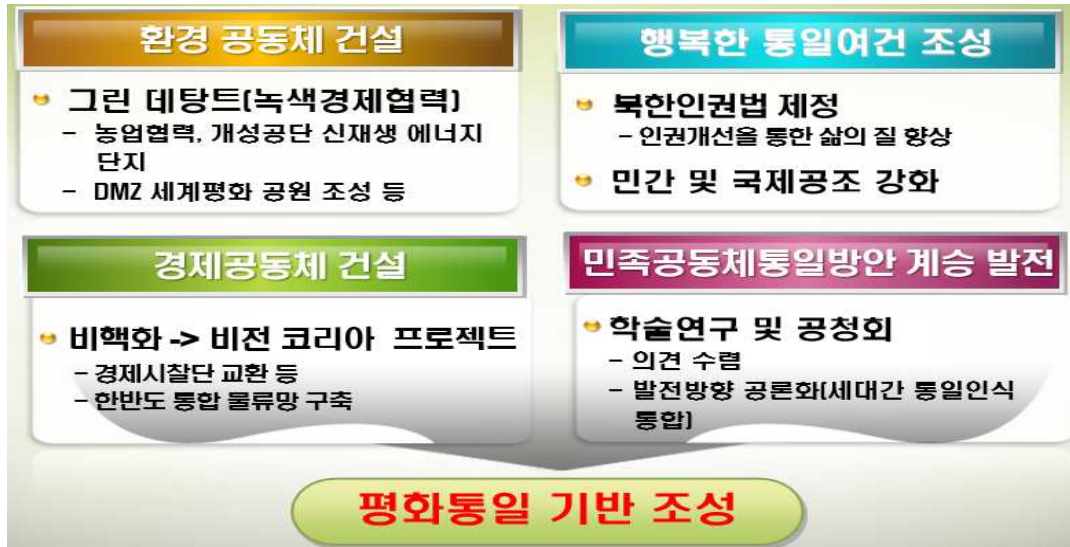 환경 공동체 건설
그린 데탕트(녹색경제협력)
- 농업협력, 개성공단 신재생 에너지
단지
- DMZ 세계평화 공원 조성 등
행복한 통일여건 조성
북한인권법 제정
- 인권개선을 통한 삶의 질 향상
민간 및 국제공조 강화
경제공동체 건설
비핵화 -> 비전 코리아 프로젝트
- 경제시찰단 교환 등
- 한반도 통합 물류망 구축
민족공동체통일방안 계승 발전
학술연구 및 공청회
- 의견 수렴
- 발전방향 공론화(세대간 통일인식
통합)
평화통일 기반 조성